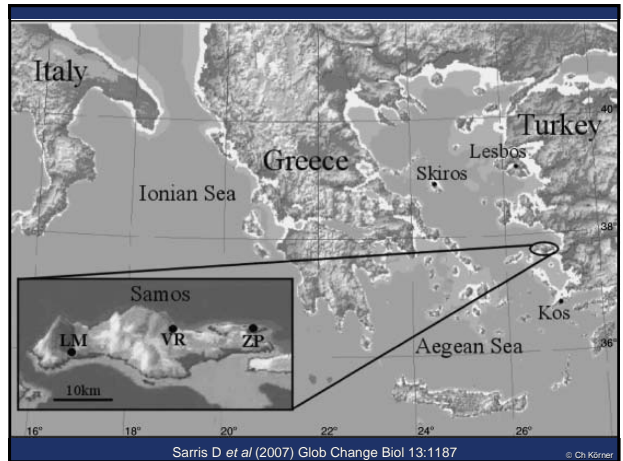 Italy
40°
Turkey
Lesbos
Greece
Skiros
Ionian Sea
38°
Samos
Kos
LM
VR
ZP
36°
Aegean Sea
10km
16°
18°
20°
22°
24°
26°
Sarris D et al (2007) Glob Change Biol 13:1187
© Ch Körner